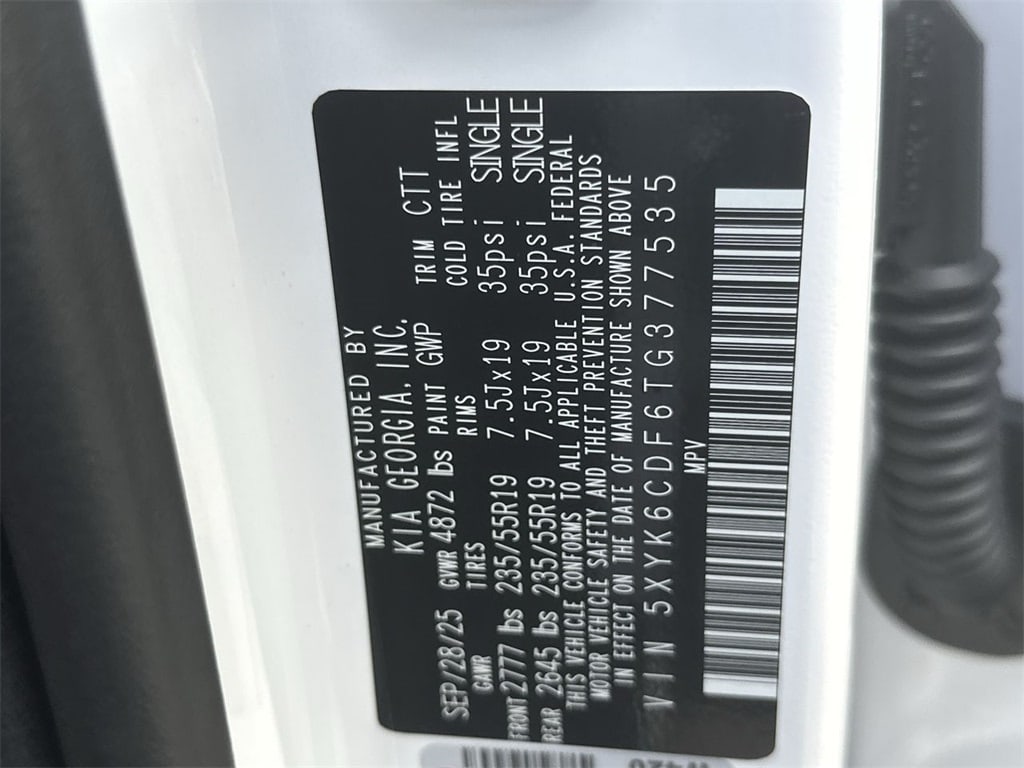 MANUFACTURED BY
KIA GEORGIA, INC.
SEP/28/25 GVWR 4872 lbs PAINT GWP TRIM CTT
GAWR TIRES RIMS COLD TIRE INFL
FRONT 2777 lbs 235/55R19 7.5Jx19 35psi SINGLE
REAR 2645 lbs 235/55R19 7.5Jx19 35psi SINGLE
THIS VEHICLE CONFORMS TO ALL APPLICABLE U.S.A. FEDERAL
MOTOR VEHICLE SAFETY AND THEFT PREVENTION STANDARDS
IN EFFECT ON THE DATE OF MANUFACTURE SHOWN ABOVE
VIN 5XYK6CDF6TG377535
MPV